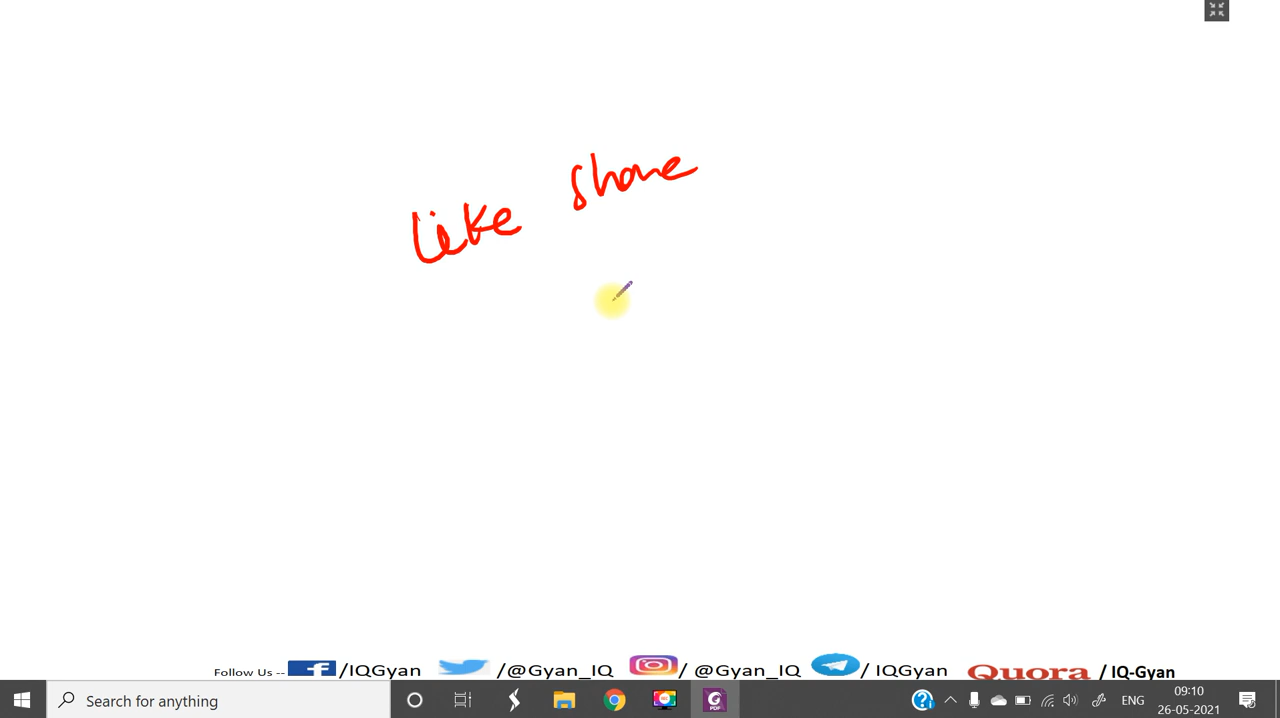 like share
Follow Us -- f /IQGyan /@Gyan_IQ / @Gyan_IQ / IQGyan Quora / IQ-Gyan
Search for anything
ENG
09:10
26-05-2021